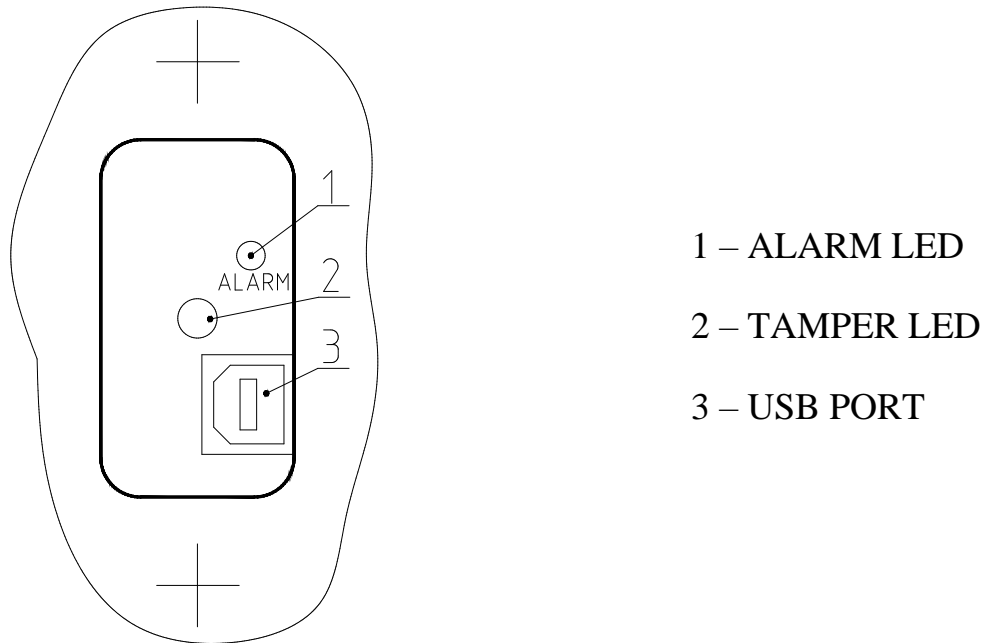 1
ALARM
2
3
1 – ALARM LED
2 – TAMPER LED
3 – USB PORT